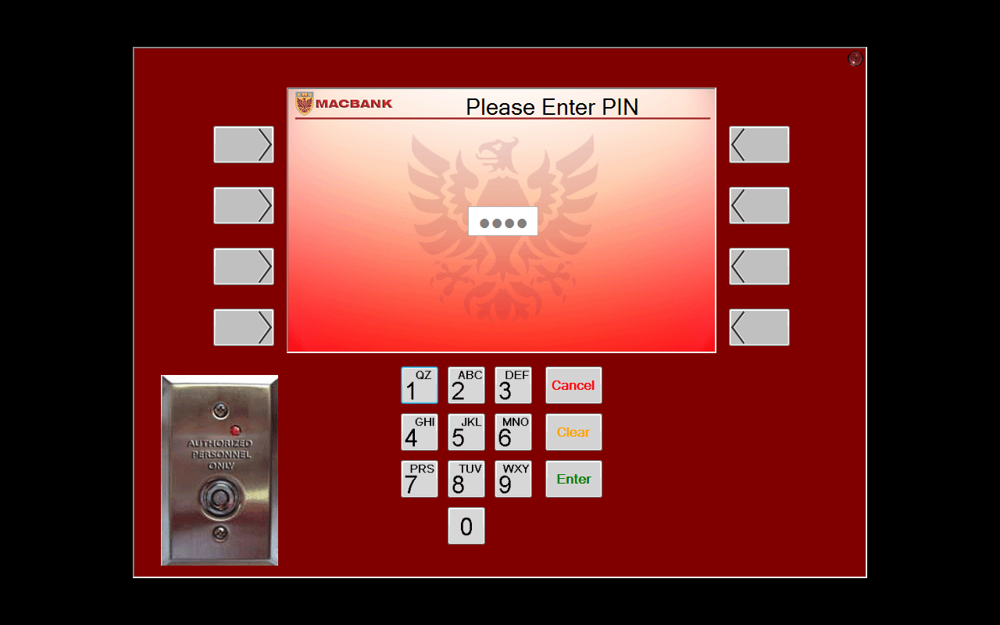 MACBANK
Please Enter PIN
●●●●
QZ
1
ABC
2
DEF
3
Cancel
GHI
4
JKL
5
MNO
6
Clear
PRS
7
TUV
8
WXY
9
Enter
0
AUTHORIZED
PERSONNEL
ONLY